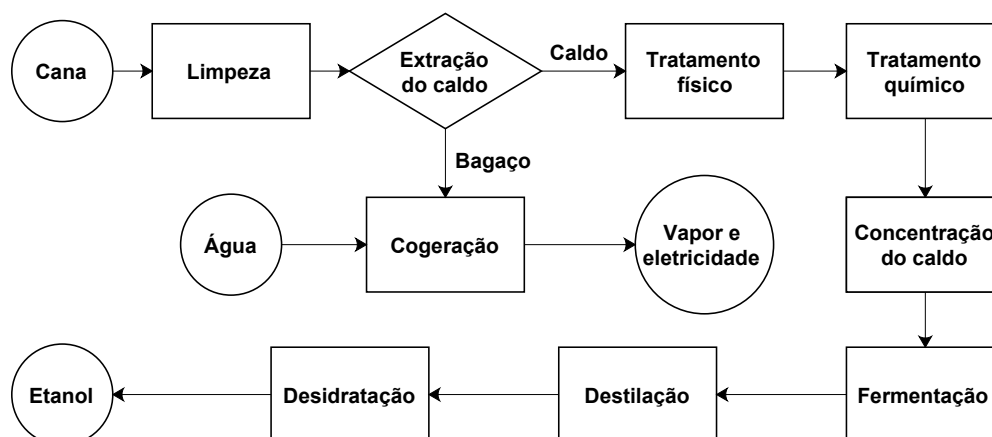 Cana
Limpeza
Extração
do caldo
Caldo
Tratamento
físico
Tratamento
químico
Bagaço
Água
Cogeração
Vapor e
eletricidade
Concentração
do caldo
Etanol
Desidratação
Destilação
Fermentação